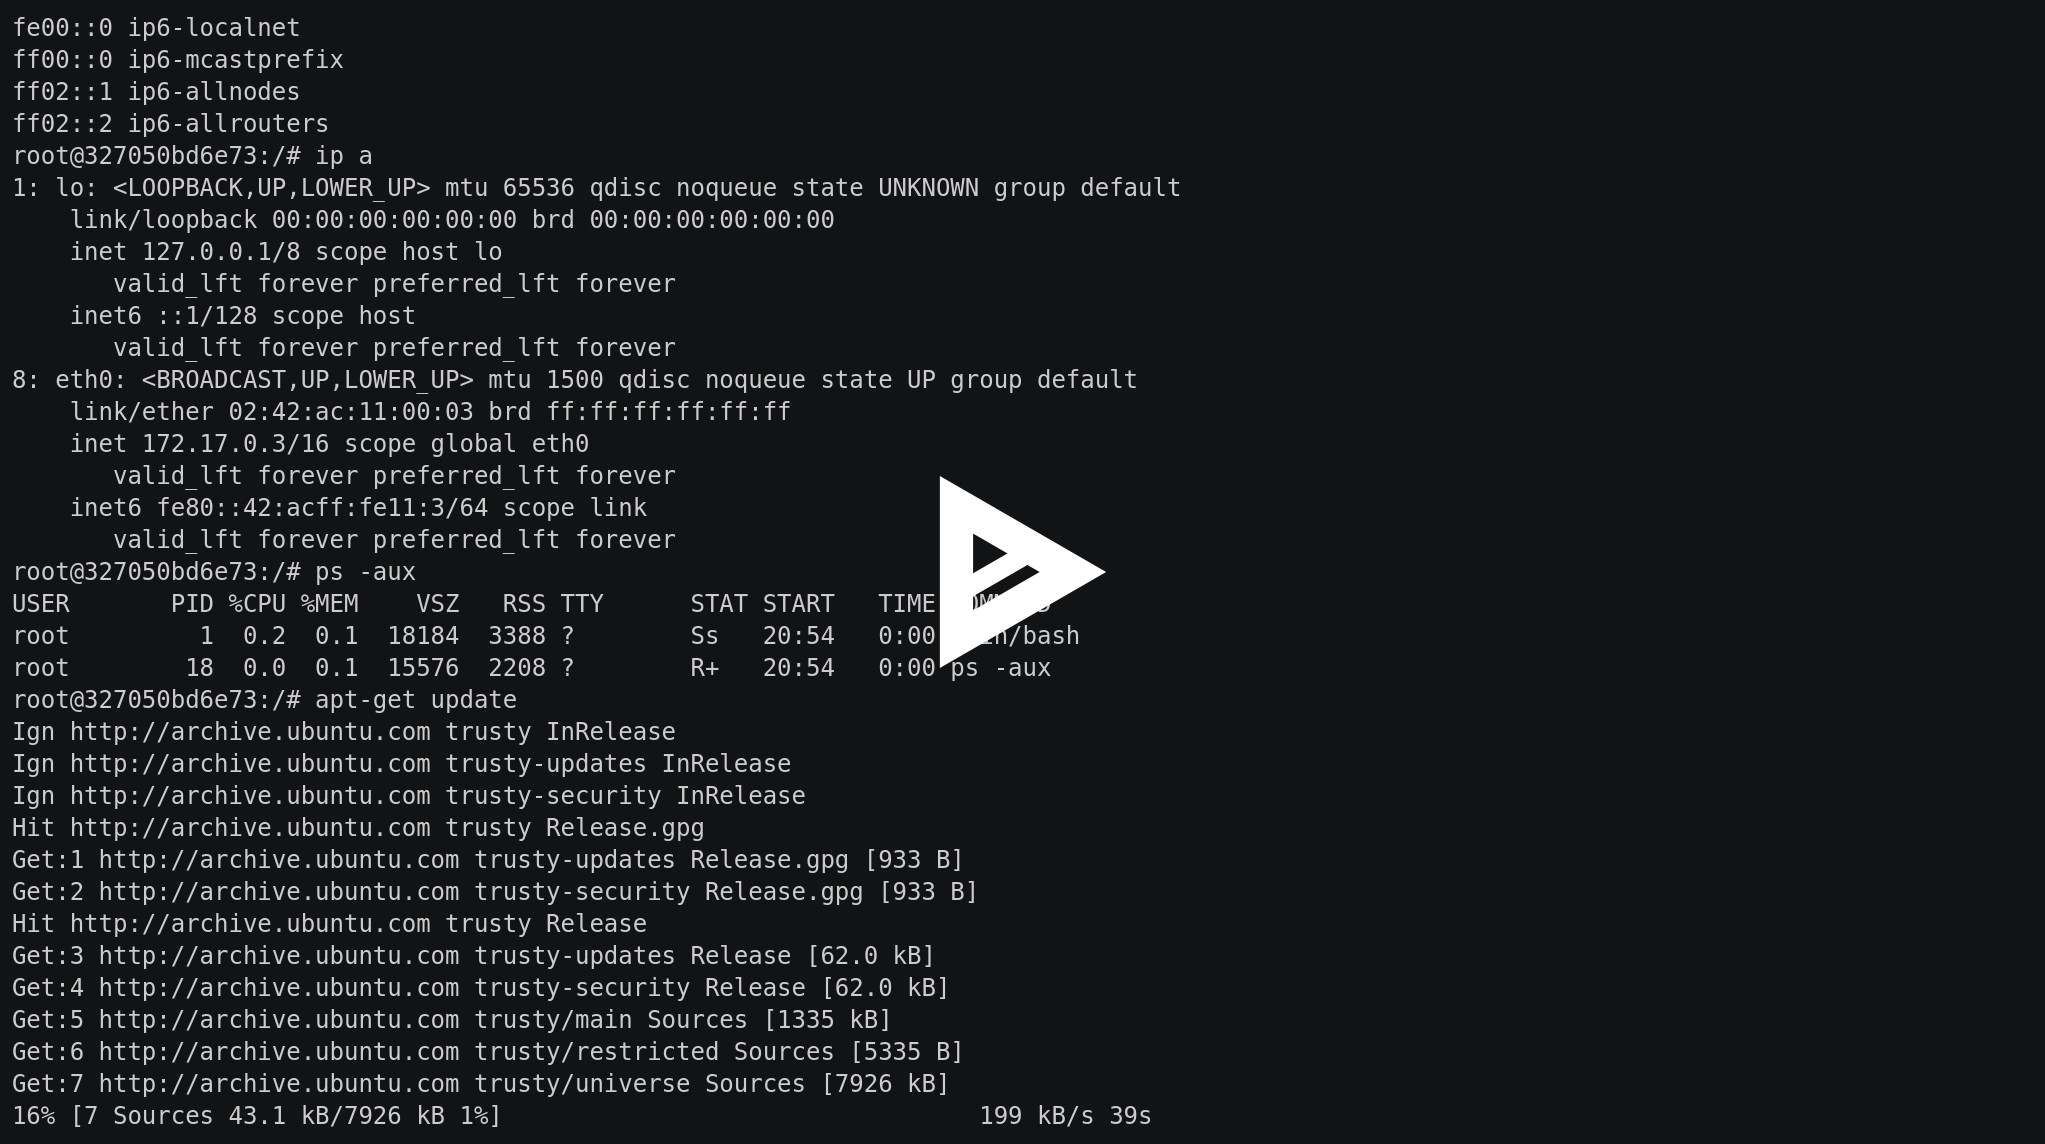 fe00::0 ip6-localnet
ff00::0 ip6-mcastprefix
ff02::1 ip6-allnodes
ff02::2 ip6-allrouters
root@327050bd6e73:/# ip a
1: lo: <LOOPBACK,UP,LOWER_UP> mtu 65536 qdisc noqueue state UNKNOWN group default
    link/loopback 00:00:00:00:00:00 brd 00:00:00:00:00:00
    inet 127.0.0.1/8 scope host lo
       valid_lft forever preferred_lft forever
    inet6 ::1/128 scope host
       valid_lft forever preferred_lft forever
8: eth0: <BROADCAST,UP,LOWER_UP> mtu 1500 qdisc noqueue state UP group default
    link/ether 02:42:ac:11:00:03 brd ff:ff:ff:ff:ff:ff
    inet 172.17.0.3/16 scope global eth0
       valid_lft forever preferred_lft forever
    inet6 fe80::42:acff:fe11:3/64 scope link
       valid_lft forever preferred_lft forever
root@327050bd6e73:/# ps -aux
USER       PID %CPU %MEM    VSZ   RSS TTY      STAT START   TIME
root         1  0.2  0.1  18184  3388 ?        Ss   20:54   0:00
root        18  0.0  0.1  15576  2208 ?        R+   20:54   0:00 ps -aux
root@327050bd6e73:/# apt-get update
Ign http://archive.ubuntu.com trusty InRelease
Ign http://archive.ubuntu.com trusty-updates InRelease
Ign http://archive.ubuntu.com trusty-security InRelease
Hit http://archive.ubuntu.com trusty Release.gpg
Get:1 http://archive.ubuntu.com trusty-updates Release.gpg [933 B]
Get:2 http://archive.ubuntu.com trusty-security Release.gpg [933 B]
Hit http://archive.ubuntu.com trusty Release
Get:3 http://archive.ubuntu.com trusty-updates Release [62.0 kB]
Get:4 http://archive.ubuntu.com trusty-security Release [62.0 kB]
Get:5 http://archive.ubuntu.com trusty/main Sources [1335 kB]
Get:6 http://archive.ubuntu.com trusty/restricted Sources [5335 B]
Get:7 http://archive.ubuntu.com trusty/universe Sources [7926 kB]
16% [7 Sources 43.1 kB/7926 kB 1%]                                 199 kB/s 39s